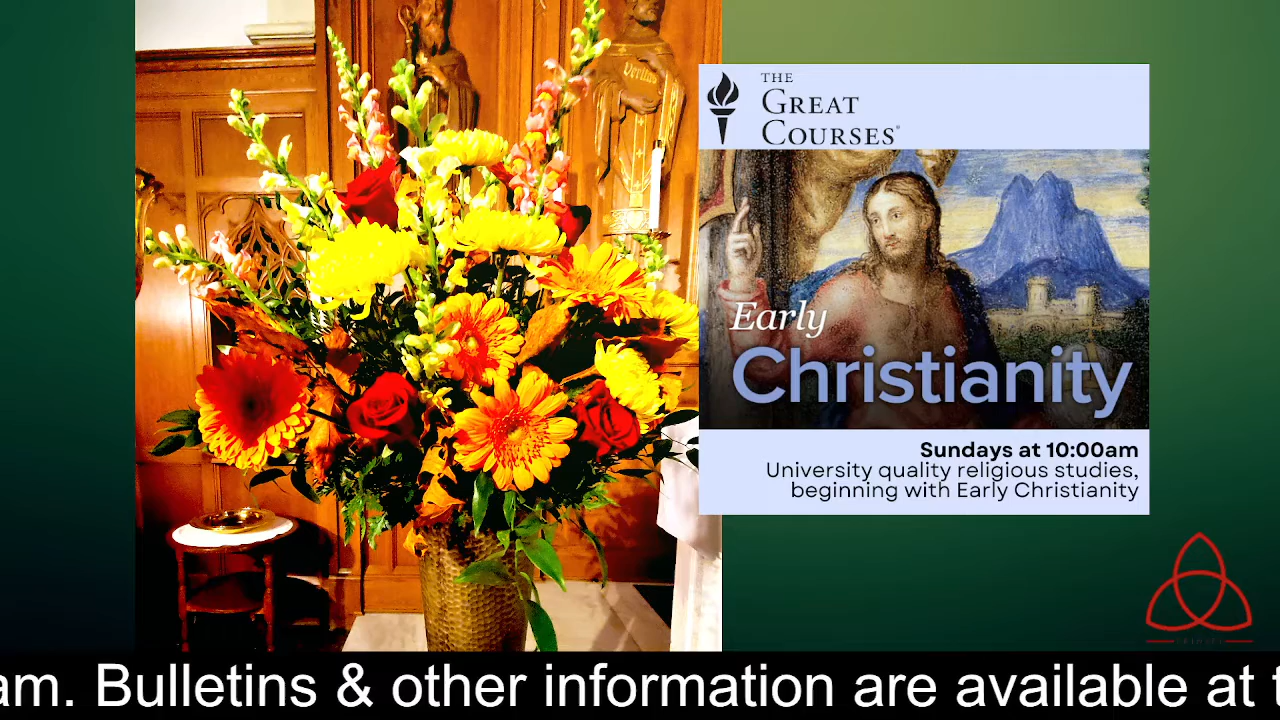 Veritas
THE
GREAT
COURSES®
Early
Christianity
Sundays at 10:00am
University quality religious studies,
beginning with Early Christianity
am. Bulletins & other information are available at t